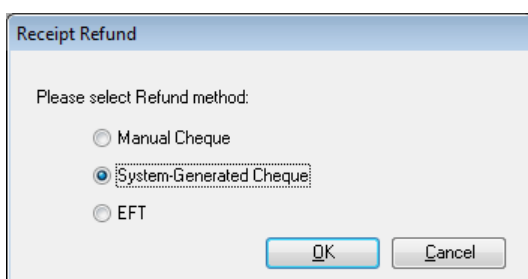 Receipt Refund
Please select Refund method:
Manual Cheque
System-Generated Cheque
EFT
OK Cancel